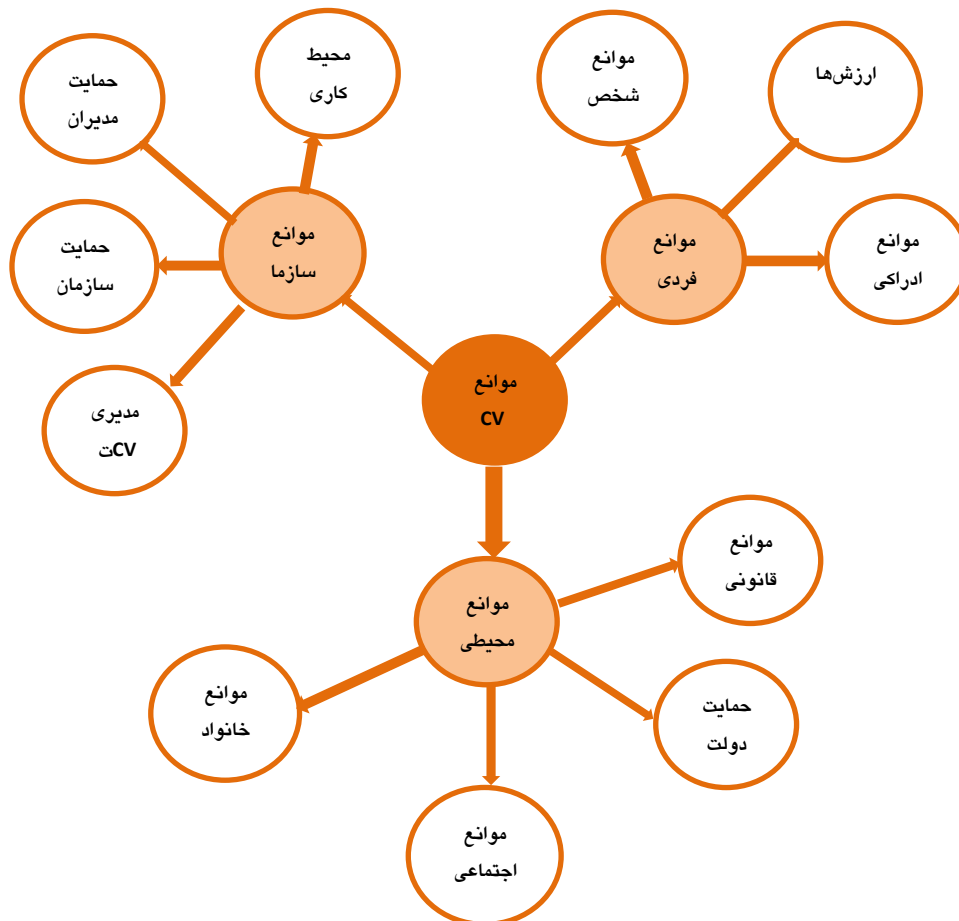 محیط
کاری
موانع
شخص
ارزش‌ها
حمایت
مدیران
موانع
سازما
موانع
فردی
موانع
ادراکی
حمایت
سازمان
موانع
CV
مدیری
تCV
موانع
قانونی
موانع
محیطی
موانع
خانواد
حمایت
دولت
موانع
اجتماعی